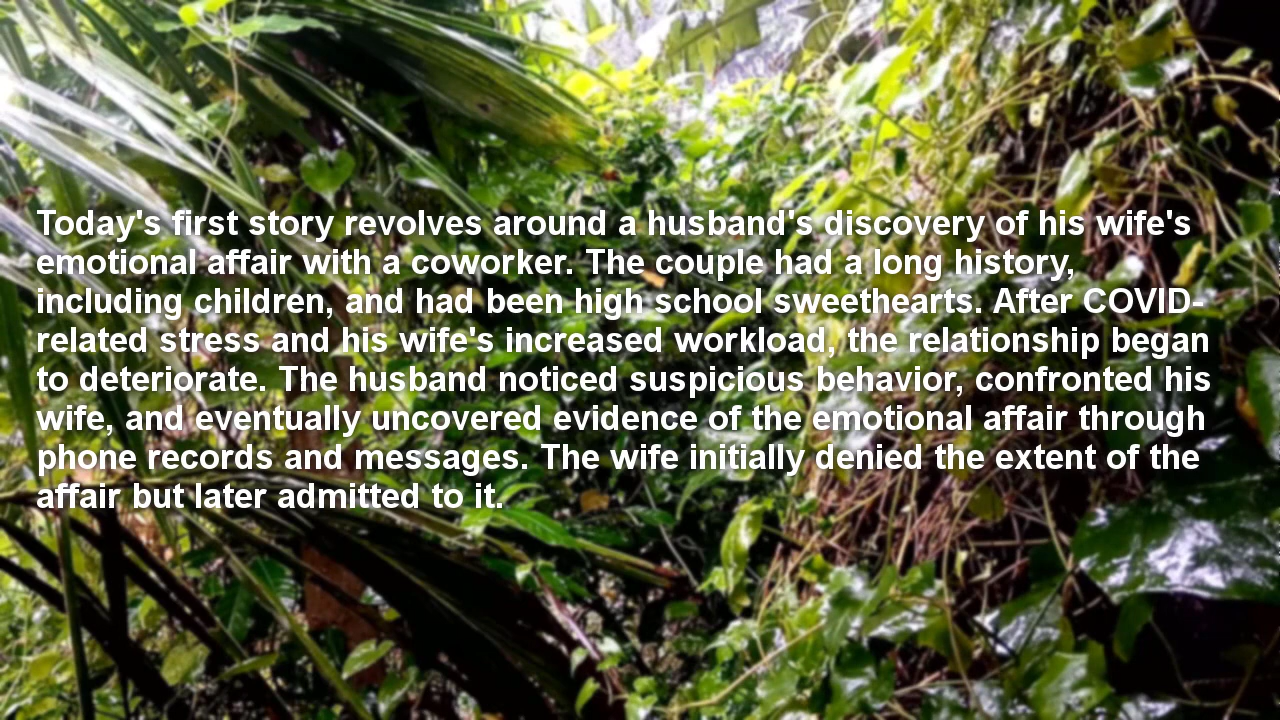 Today's first story revolves around a husband's discovery of his wife's
emotional affair with a coworker. The couple had a long history,
including children, and had been high school sweethearts. After COVID-
related stress and his wife's increased workload, the relationship began
to deteriorate. The husband noticed suspicious behavior, confronted his
wife, and eventually uncovered evidence of the emotional affair through
phone records and messages. The wife initially denied the extent of the
affair but later admitted to it.